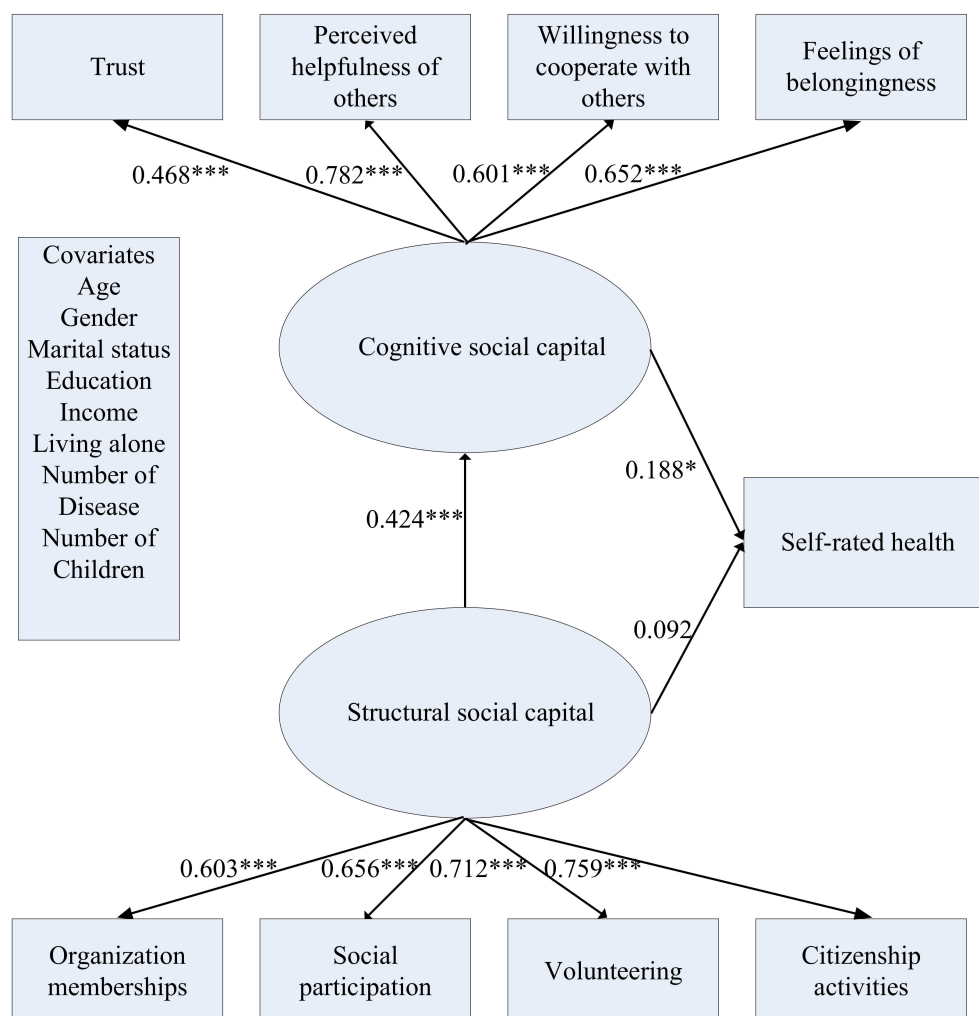 Trust
Perceived
helpfulness of
others
Willingness to
cooperate with
others
Feelings of
belongingness
0.468***
0.782***
0.601***
0.652***
Covariates
Age
Gender
Marital status
Education
Income
Living alone
Number of
Disease
Number of
Children
Cognitive social capital
0.188*
0.424***
Self-rated health
0.092
Structural social capital
0.603***
0.656***
0.712***
0.759***
Organization
memberships
Social
participation
Volunteering
Citizenship
activities